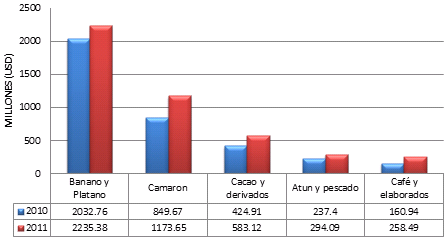 MILLONES (USD)
2500
2000
1500
1000
500
0
Banano y Platano
Camaron
Cacao y derivados
Atun y pescado
Café y elaborados
2010 2032.76 849.67 424.91 237.4 160.94
2011 2235.38 1173.65 583.12 294.09 258.49